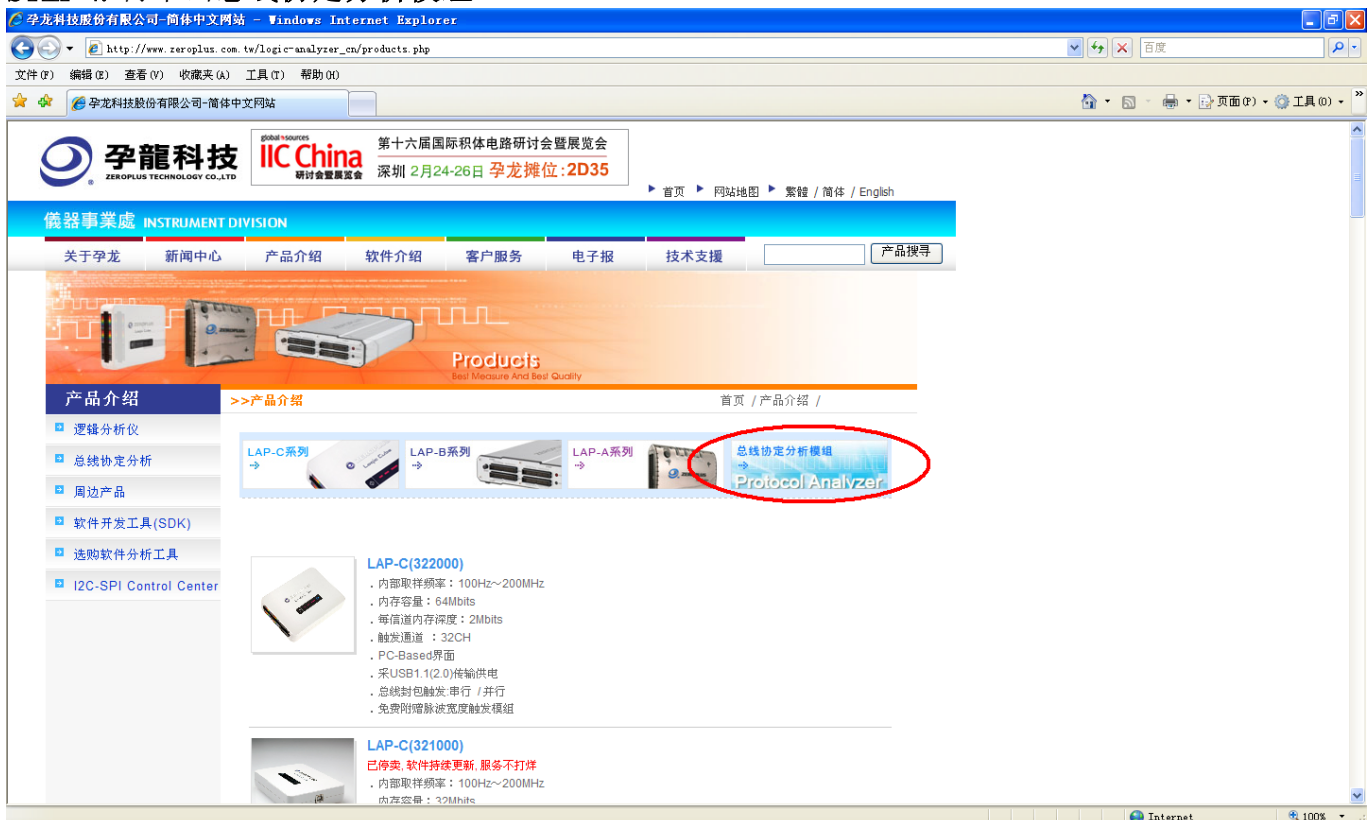 孕龙科技股份有限公司-简体中文网站 - Windows Internet Explorer
http://www.zeroplus.com.tw/logic-analyzer_cn/products.php
百度
文件(F) 编辑(E) 查看(V) 收藏夹(A) 工具(T) 帮助(H)
孕龙科技股份有限公司-简体中文网站
页面(P) 工具(O)
孕龍科技
ZEROPLUS TECHNOLOGY CO.,LTD
global sources
IIC China
研讨会暨展览会
第十六届国际积体电路研讨会暨展览会
深圳 2月24-26日 孕龙摊位:2D35
首页 网站地图 繁體 / 简体 / English
儀器事業處 INSTRUMENT DIVISION
关于孕龙 新闻中心 产品介绍 软件介绍 客户服务 电子报 技术支援 产品搜寻
Products
Best Measure And Best Quality
产品介绍
>>产品介绍
首页 / 产品介绍 /
逻辑分析仪
总线协定分析
周边产品
软件开发工具(SDK)
选购软件分析工具
I2C-SPI Control Center
LAP-C系列
LAP-B系列
LAP-A系列
总线协定分析模组
Protocol Analyzer
LAP-C(322000)
. 内部取样频率：100Hz～200MHz
. 内存容量：64Mbits
. 每信道内存深度：2Mbits
. 触发通道 ：32CH
. PC-Based界面
. 采USB1.1(2.0)传输供电
. 总线封包触发:串行 / 并行
. 免费附赠脉波宽度触发模组
LAP-C(321000)
已停卖, 软件持续更新, 服务不打烊
. 内部取样频率：100Hz～200MHz
. 内存容量：32Mbits
Internet
100%